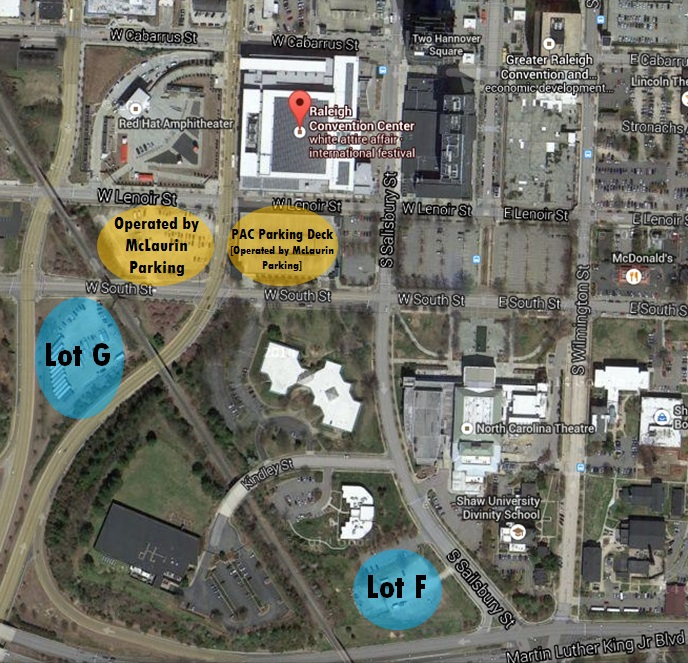 W Cabarrus St
W Cabarrus St
Two Hannover
Square
Greater Raleigh
Convention and...
economic development...
E Cabarru
Lincoln The
Red Hat Amphitheater
Raleigh
Convention Center
white attire affair
international festival
Stronachs
W Lenoir St
W Lenoir St
W Lenoir St
E Lenoir St
E Lenoir S
S Salisbury St
Operated by
McLaurin
Parking
PAC Parking Deck
[Operated by McLaurin
Parking]
McDonald's
W South St
W South St
W South St
E South St
E South S
S Wilmington St
Lot G
North Carolina Theatre
Sh
Bo
Kindley St
Shaw University
Divinity School
Lot F
S Salisbury St
Martin Luther King Jr Blvd